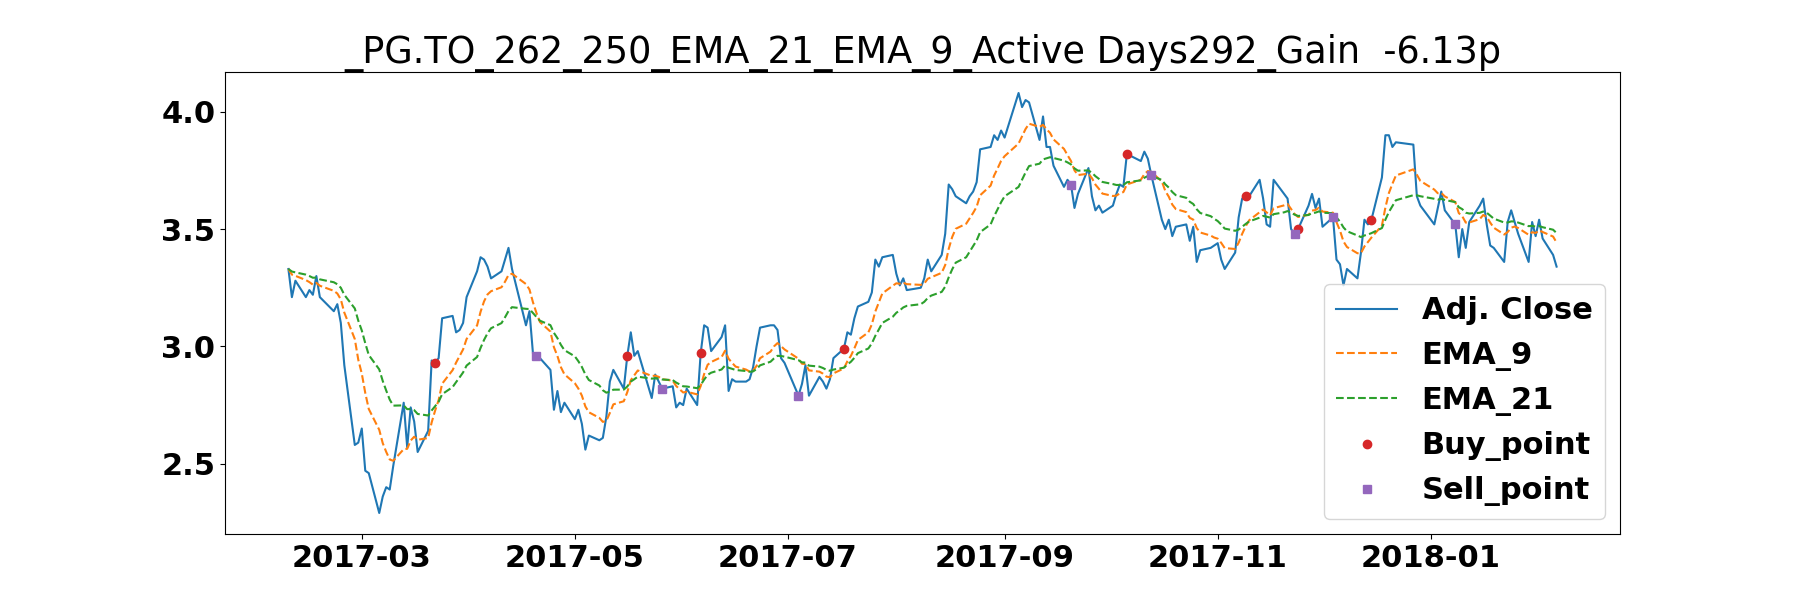 _PG.TO_262_250_EMA_21_EMA_9_Active Days292_Gain  -6.13p
4.0
3.5
3.0
2.5
2017-03 2017-05 2017-07 2017-09 2017-11 2018-01
Adj. Close
EMA_9
EMA_21
Buy_point
Sell_point